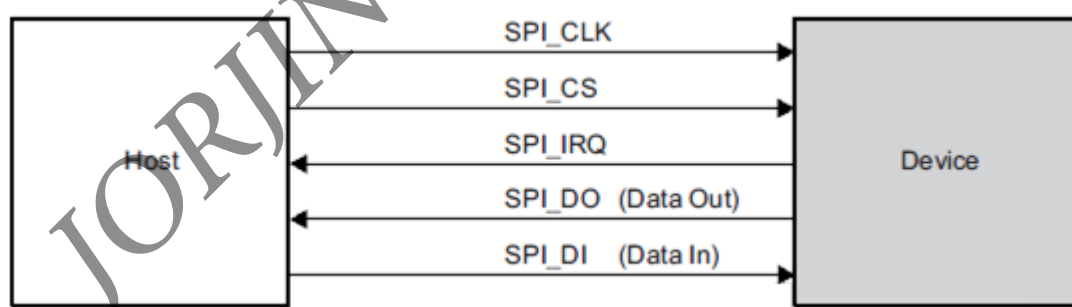 SPI_CLK
SPI_CS
SPI_IRQ
Host
Device
SPI_DO (Data Out)
SPI_DI (Data In)
JORJIN